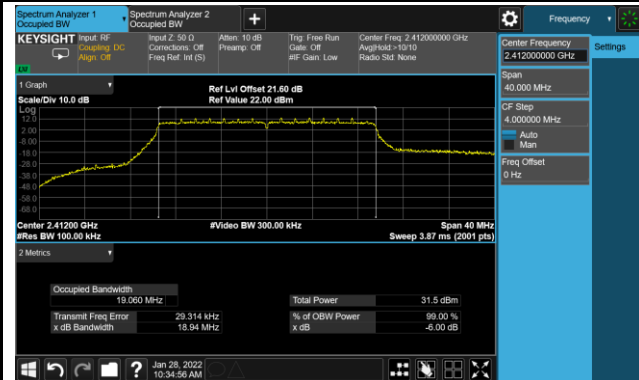 Spectrum Analyzer 1
Occupied BW
Spectrum Analyzer 2
Occupied BW
Frequency
KEYSIGHT
Input: RF
Coupling: DC
Align: Off
Input Z: 50 Ω
Corrections: Off
Freq Ref: Int (S)
Atten: 10 dB
Preamp: Off
Trig: Free Run
Gate: Off
#IF Gain: Low
Center Freq: 2.412000000 GHz
Avg|Hold:>10/10
Radio Std: None
Center Frequency
2.412000000 GHz
Settings
Span
40.000 MHz
CF Step
4.000000 MHz
Auto
Man
Freq Offset
0 Hz
1 Graph
Scale/Div 10.0 dB
Ref Lvl Offset 21.60 dB
Ref Value 22.00 dBm
Log
12.0
2.00
-8.00
-18.0
-28.0
-38.0
-48.0
-58.0
-68.0
Center 2.41200 GHz
#Res BW 100.00 kHz
#Video BW 300.00 kHz
Span 40 MHz
Sweep 3.87 ms (2001 pts)
2 Metrics
Occupied Bandwidth
19.060 MHz
Total Power 31.5 dBm
Transmit Freq Error 29.314 kHz
% of OBW Power 99.00 %
x dB Bandwidth 18.94 MHz
x dB -6.00 dB
?
Jan 28, 2022
10:34:56 AM